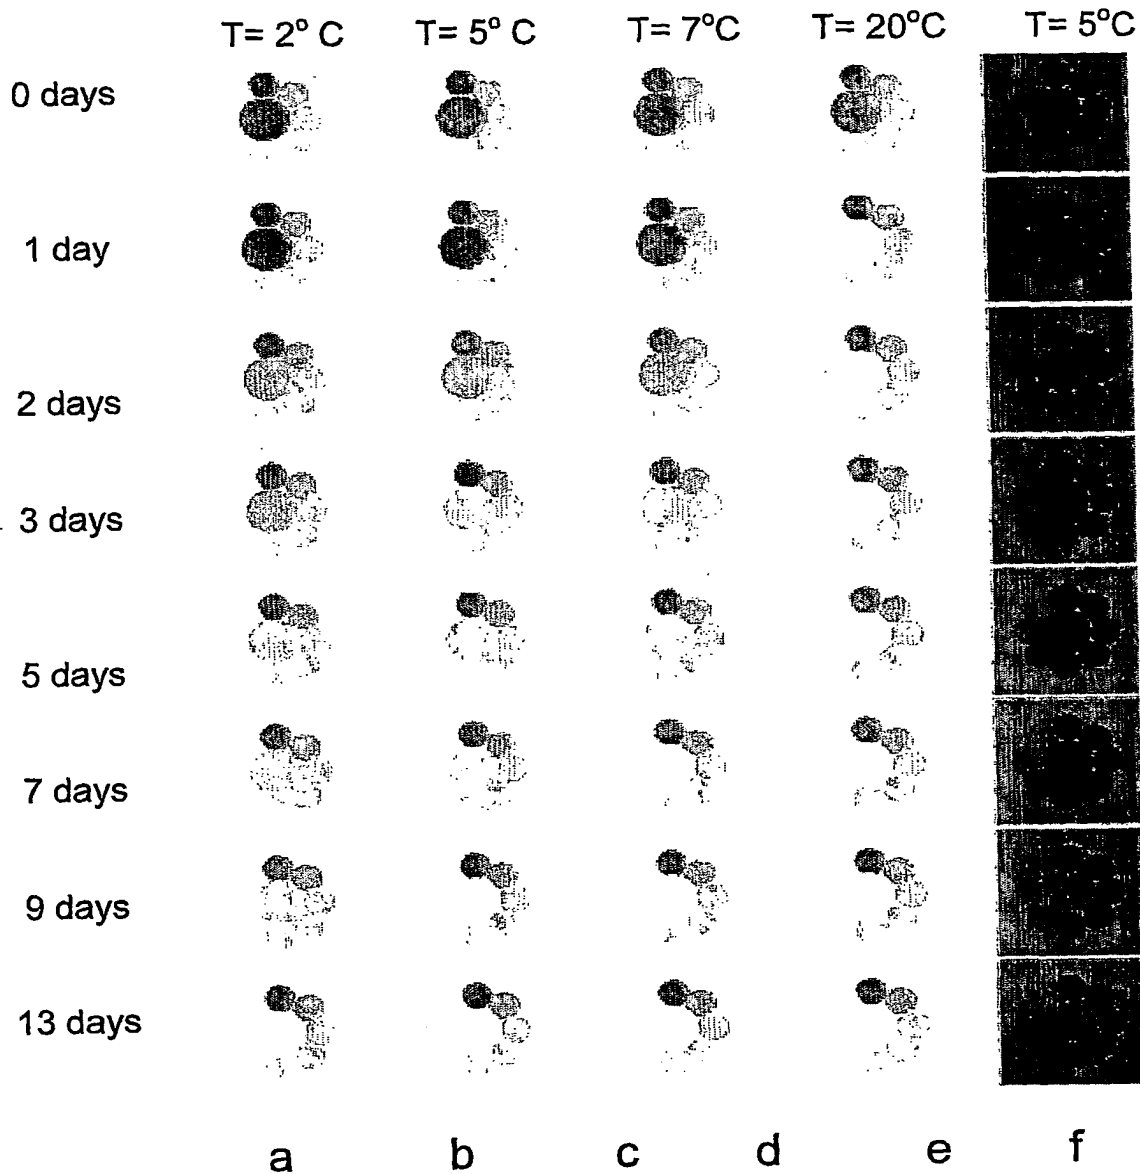 T= 2° C T= 5° C T= 7°C T= 20°C T= 5°C
0 days
1 day
2 days
3 days
5 days
7 days
9 days
13 days
a b c d e f